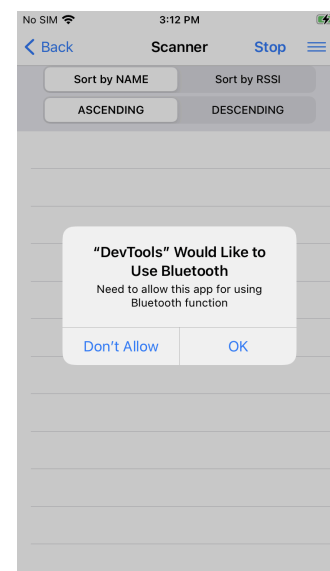 No SIM 3:12 PM
Back Scanner Stop
Sort by NAME Sort by RSSI
ASCENDING DESCENDING
“DevTools” Would Like to
Use Bluetooth
Need to allow this app for using
Bluetooth function
Don’t Allow OK